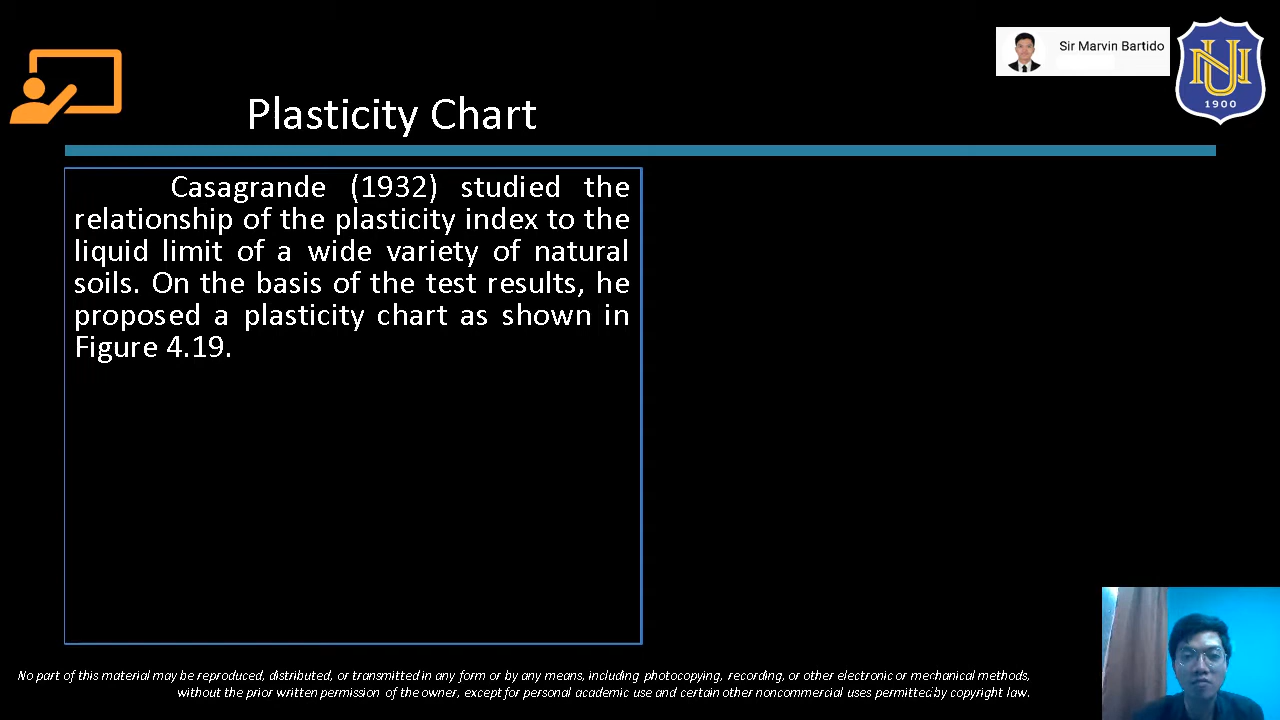 Sir Marvin Bartido
NU
1900
Plasticity Chart
Casagrande (1932) studied the
relationship of the plasticity index to the
liquid limit of a wide variety of natural
soils. On the basis of the test results, he
proposed a plasticity chart as shown in
Figure 4.19.
No part of this material may be reproduced, distributed, or transmitted in any form or by any means, including photocopying, recording, or other electronic or mechanical methods,
without the prior written permission of the owner, except for personal academic use and certain other noncommercial uses permitted by copyright law.